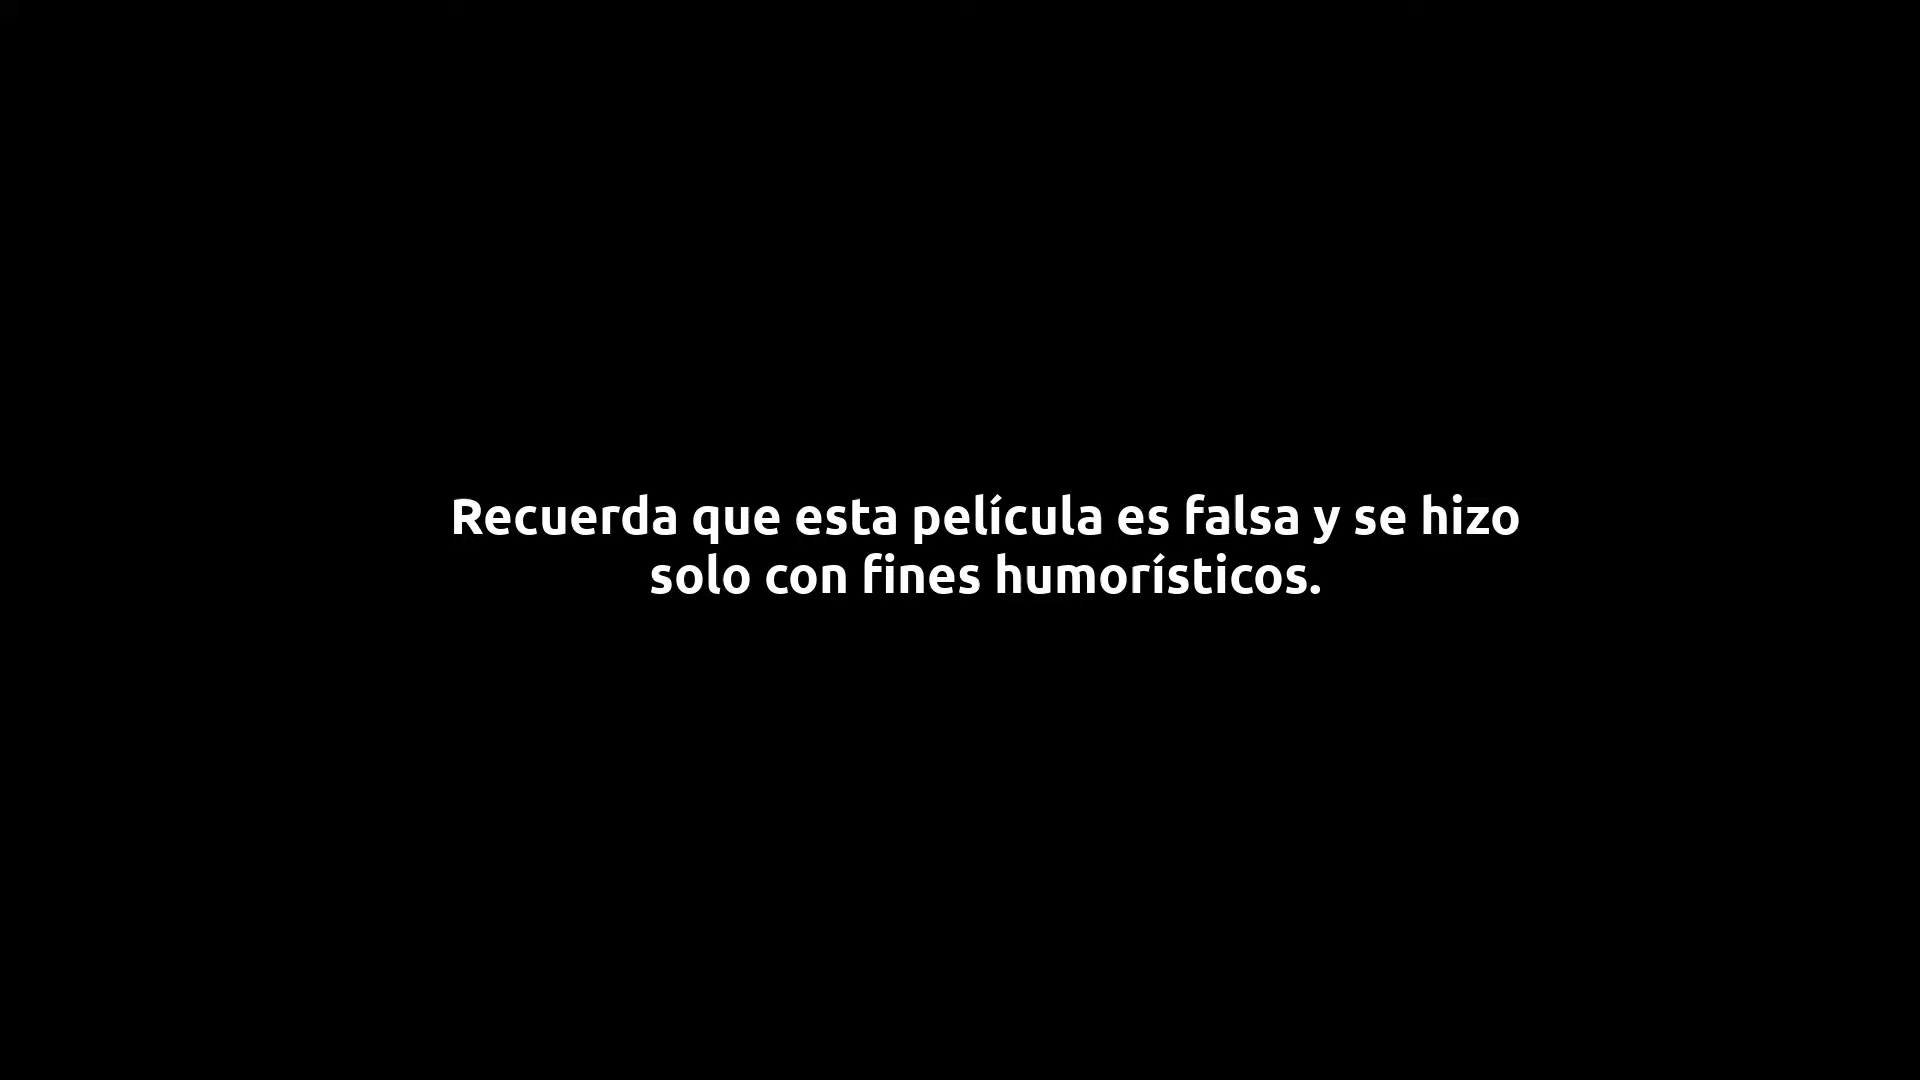 Recuerda que esta película es falsa y se hizo
solo con fines humorísticos.